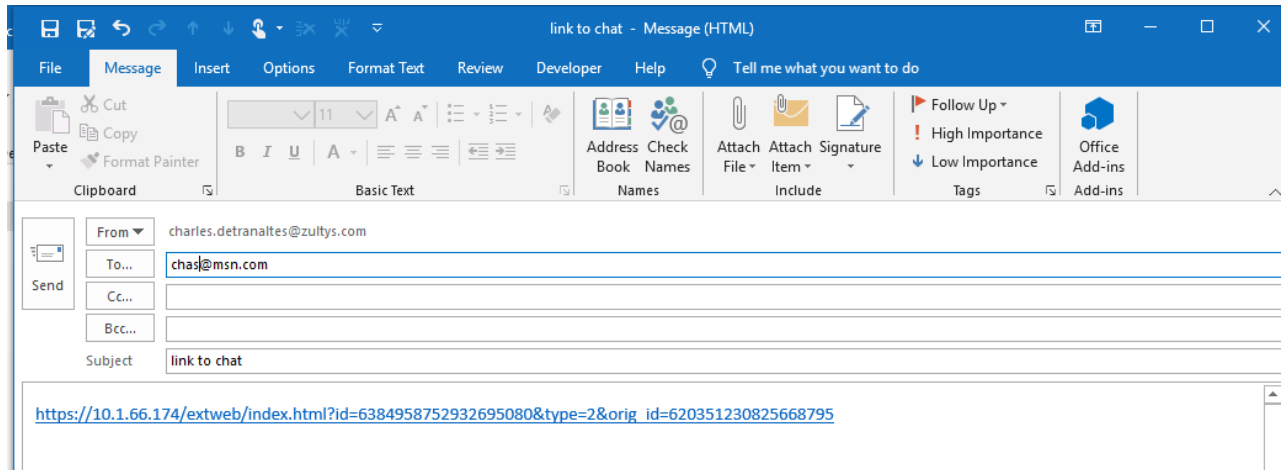 link to chat - Message (HTML)
File Message Insert Options Format Text Review Developer Help Tell me what you want to do
Paste
Cut
Copy
Format Painter
Clipboard
11
B I U A
Basic Text
Address Book
Check Names
Names
Attach File
Attach Item
Signature
Include
Follow Up
High Importance
Low Importance
Tags
Office Add-ins
Add-ins
Send
From charles.detranaltes@zultys.com
To... chas@msn.com
Cc...
Bcc...
Subject link to chat
https://10.1.66.174/extweb/index.html?id=6384958752932695080&type=2&orig_id=620351230825668795